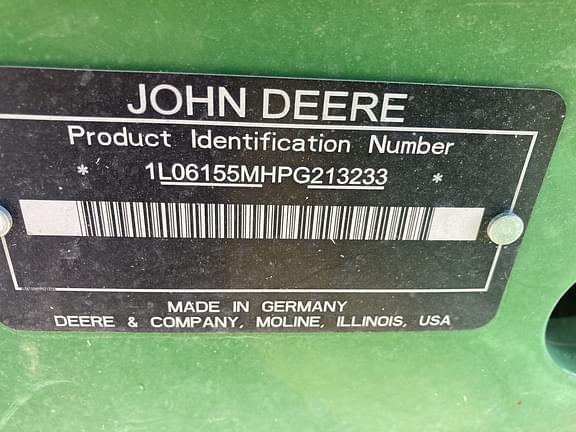 JOHN DEERE
Product Identification Number
* 1L06155MHPG213233 *
MADE IN GERMANY
DEERE & COMPANY, MOLINE, ILLINOIS, USA